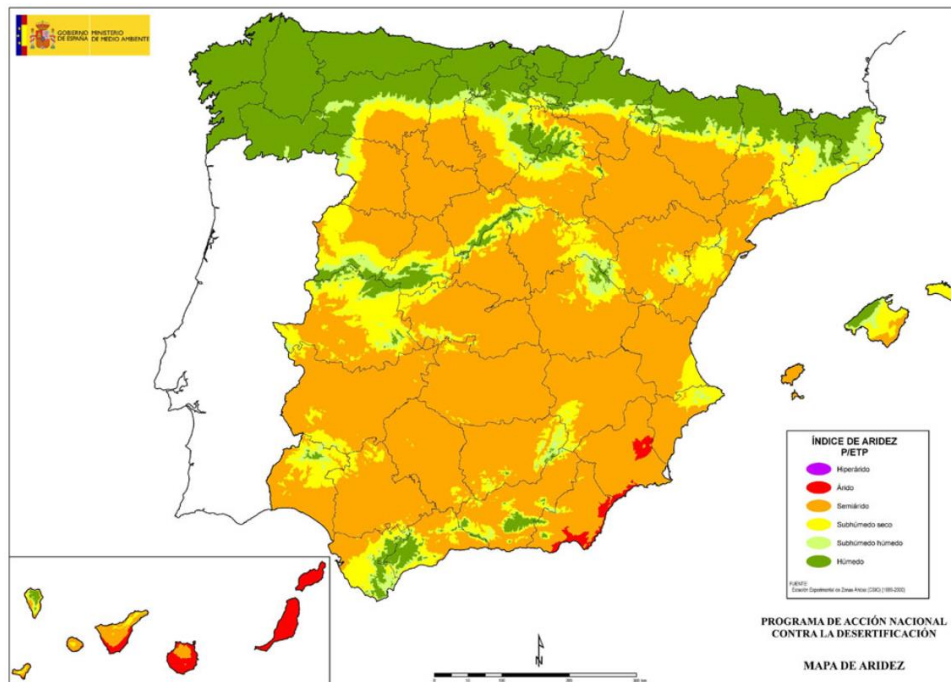 GOBIERNO
DE ESPAÑA
MINISTERIO
DE MEDIO AMBIENTE
ÍNDICE DE ARIDEZ
P/ETP
Hiperárido
Árido
Semiárido
Subhúmedo seco
Subhúmedo húmedo
Húmedo
FUENTE:
PROGRAMA DE ACCIÓN NACIONAL
CONTRA LA DESERTIFICACIÓN
N
MAPA DE ARIDEZ